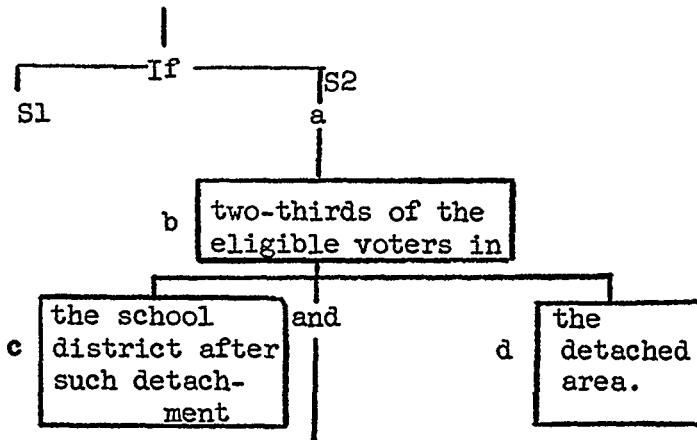 If
S1
S2
a
b
two-thirds of the
eligible voters in
c
the school
district after
such detach-
ment
and
d
the
detached
area.